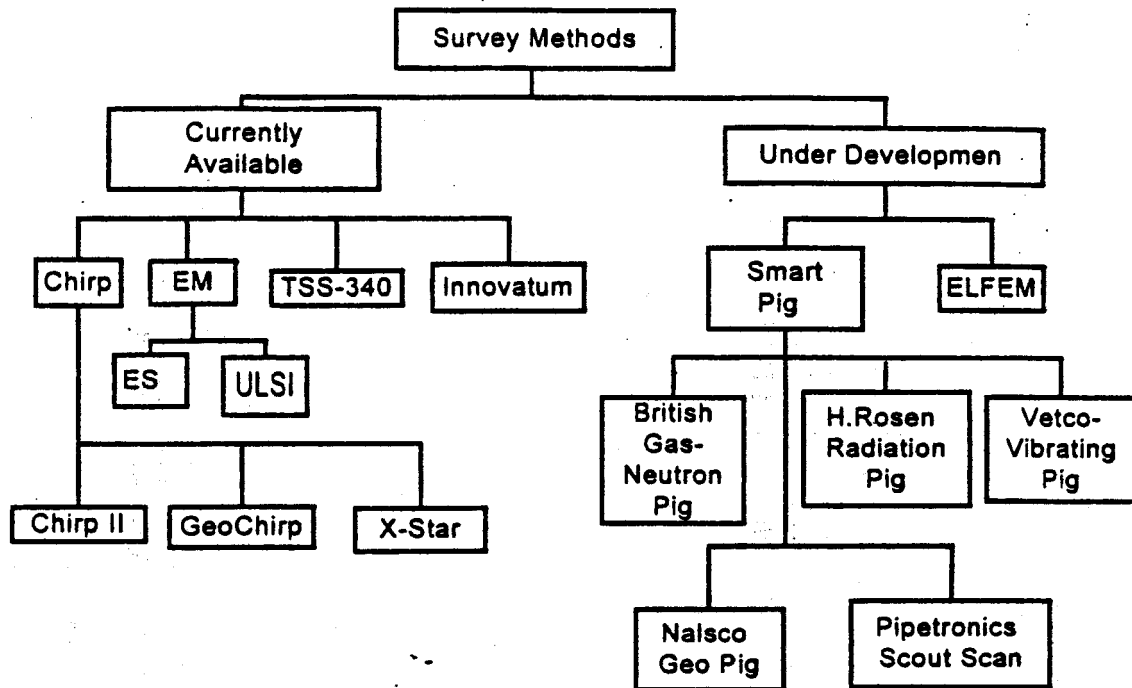 Survey Methods
Currently
Available
Under Developmen
Chirp
EM
TSS-340
Innovatum
Smart
Pig
ELFEM
ES
ULSI
British
Gas-
Neutron
Pig
H.Rosen
Radiation
Pig
Vetco-
Vibrating
Pig
Chirp II
GeoChirp
X-Star
Nalsco
Geo Pig
Pipetronics
Scout Scan